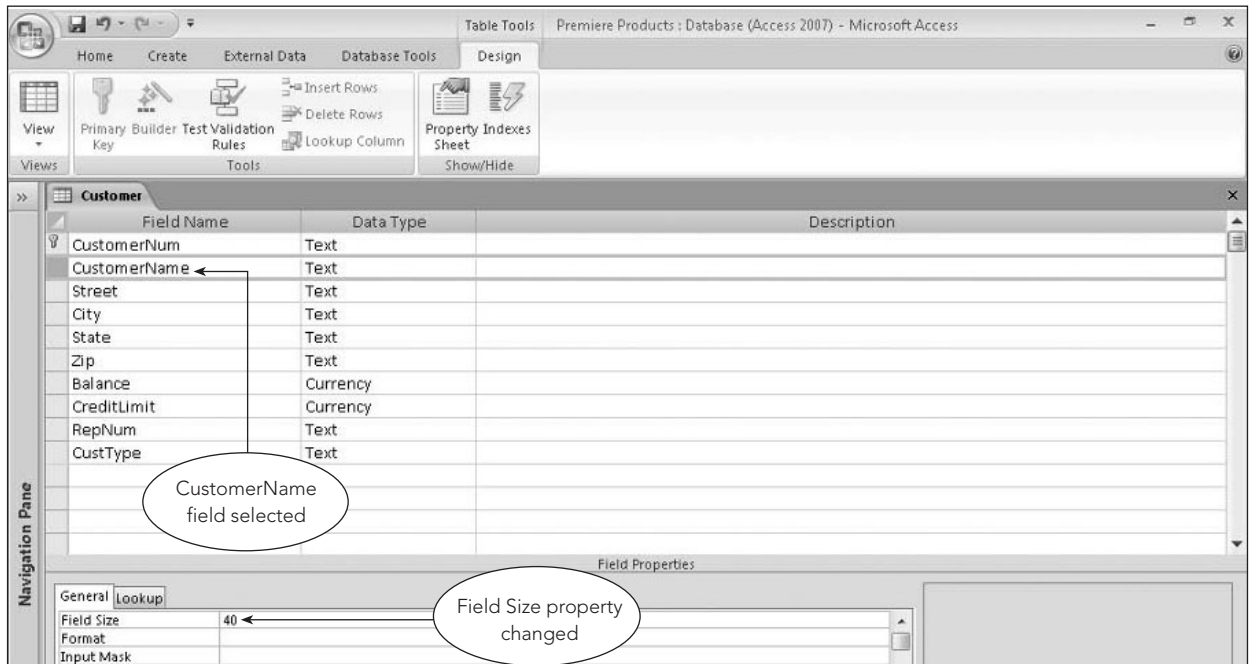 Table Tools Premiere Products : Database (Access 2007) - Microsoft Access
Home Create External Data Database Tools Design
View
Primary Key
Builder
Test Validation Rules
Insert Rows
Delete Rows
Lookup Column
Property Sheet
Indexes
Views Tools Show/Hide
Customer
Field Name Data Type Description
CustomerNum Text
CustomerName Text
Street Text
City Text
State Text
Zip Text
Balance Currency
CreditLimit Currency
RepNum Text
CustType Text
CustomerName
field selected
Navigation Pane
Field Properties
General Lookup
Field Size 40
Format
Input Mask
Field Size property
changed